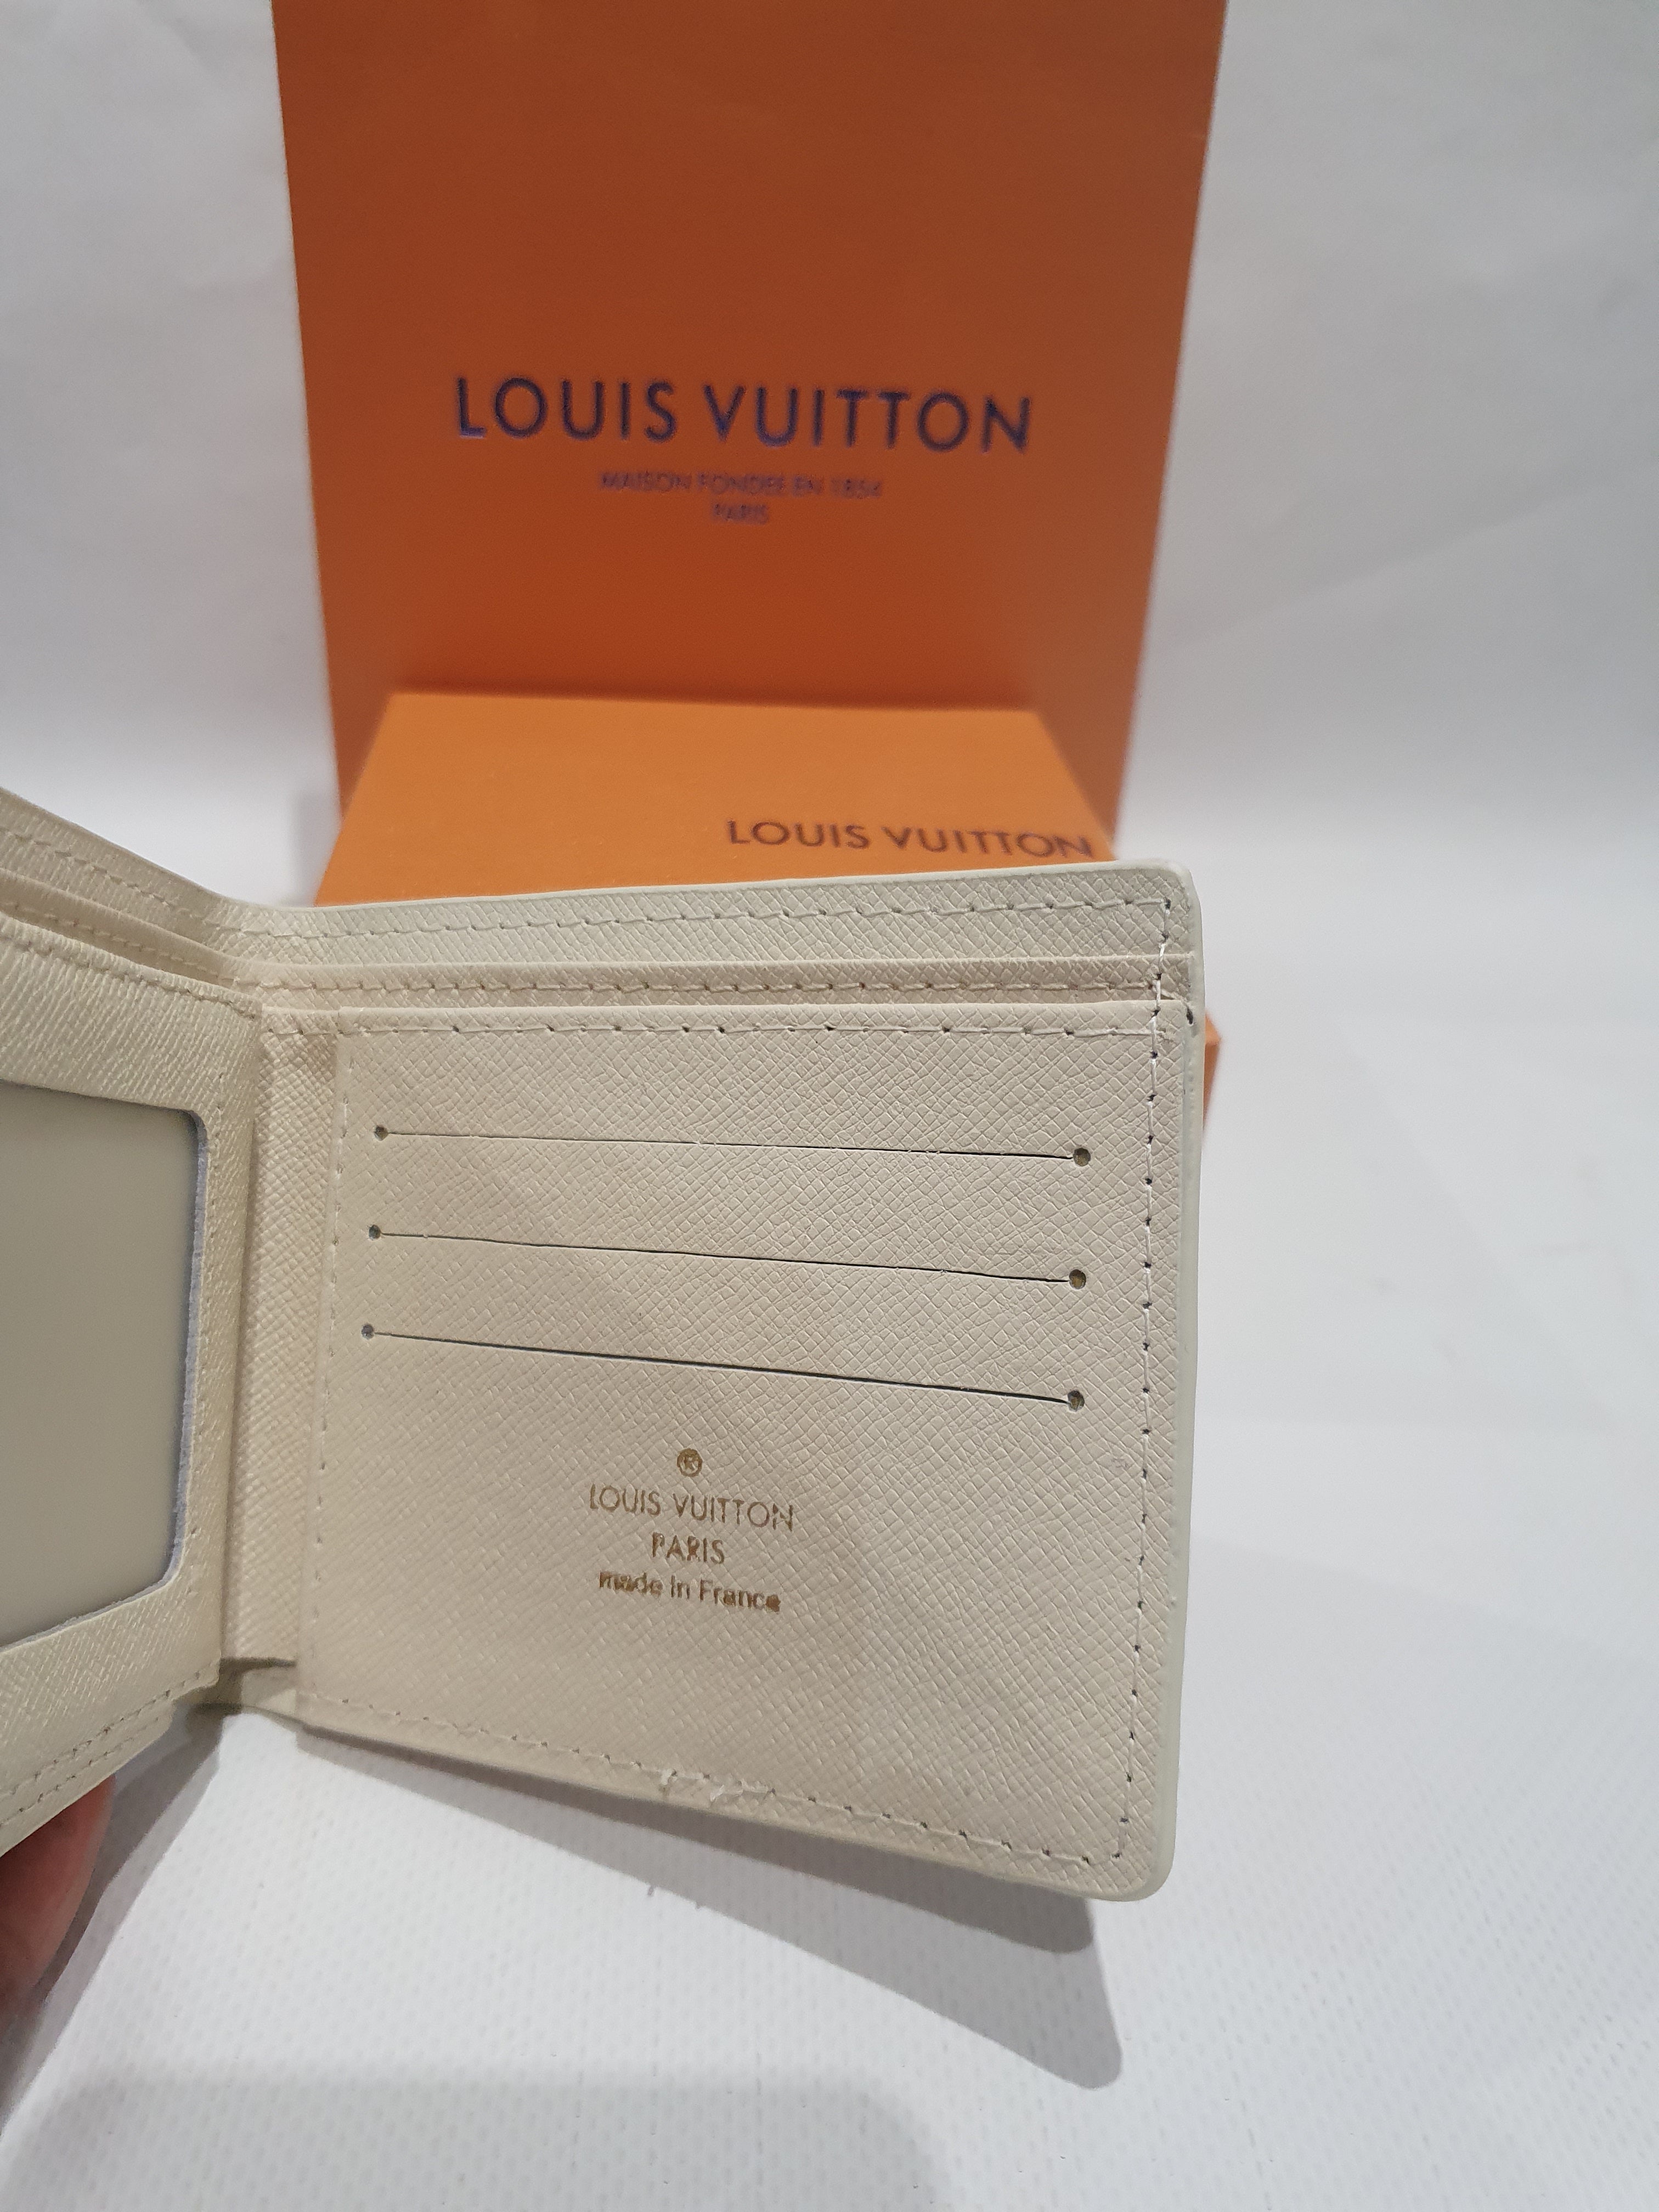 LOUIS VUITTON
MAISON FONDEE EN 1854
PARIS
LOUIS VUITTON
®
LOUIS VUITTON
PARIS
made in France